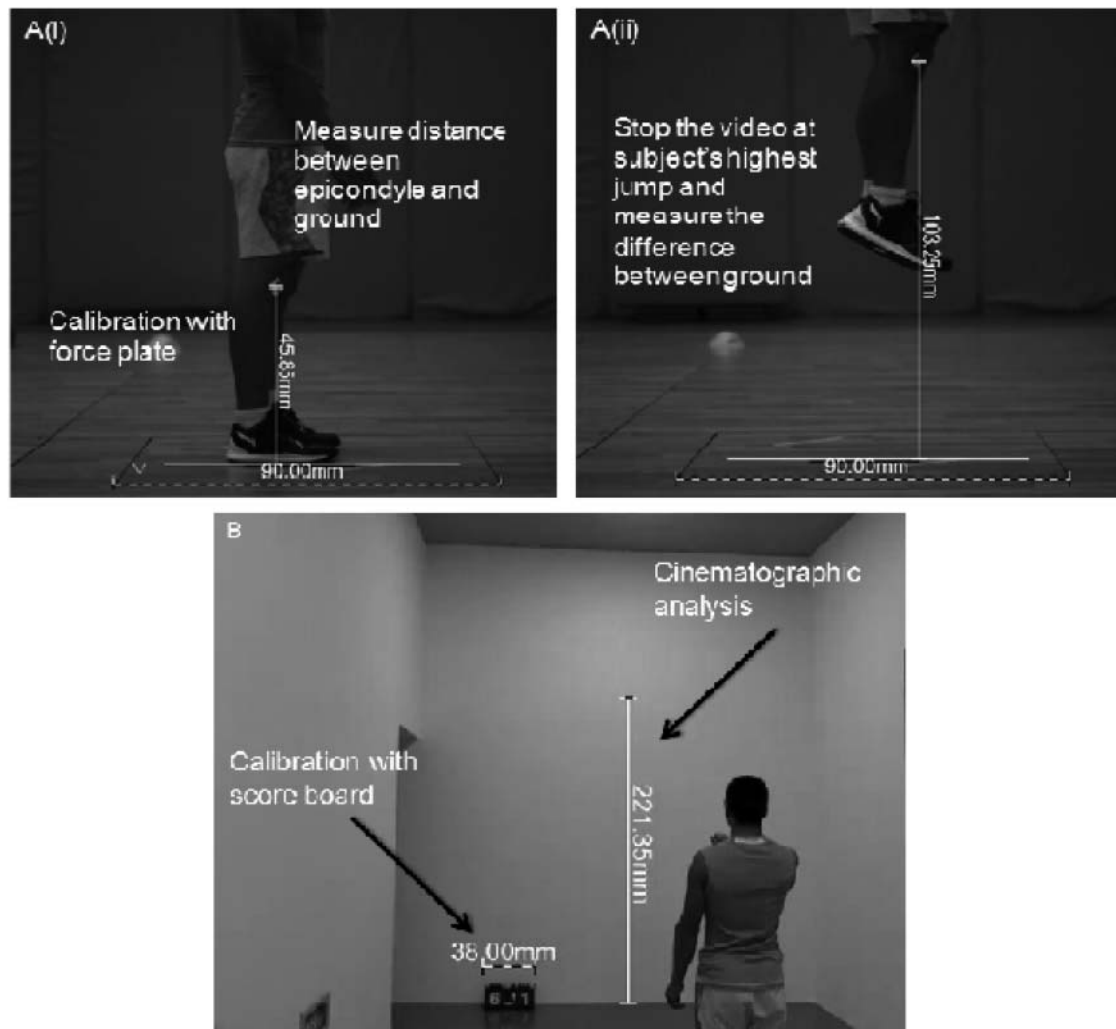 A(i)
Measure distance
between
epicondyle and
ground
Calibration with
force plate
45.85mm
90.00mm
A(ii)
Stop the video at
subject's highest
jump and
measure the
difference
between ground
103.25mm
90.00mm
B
Cinematographic
analysis
Calibration with
score board
221.35mm
38.00mm